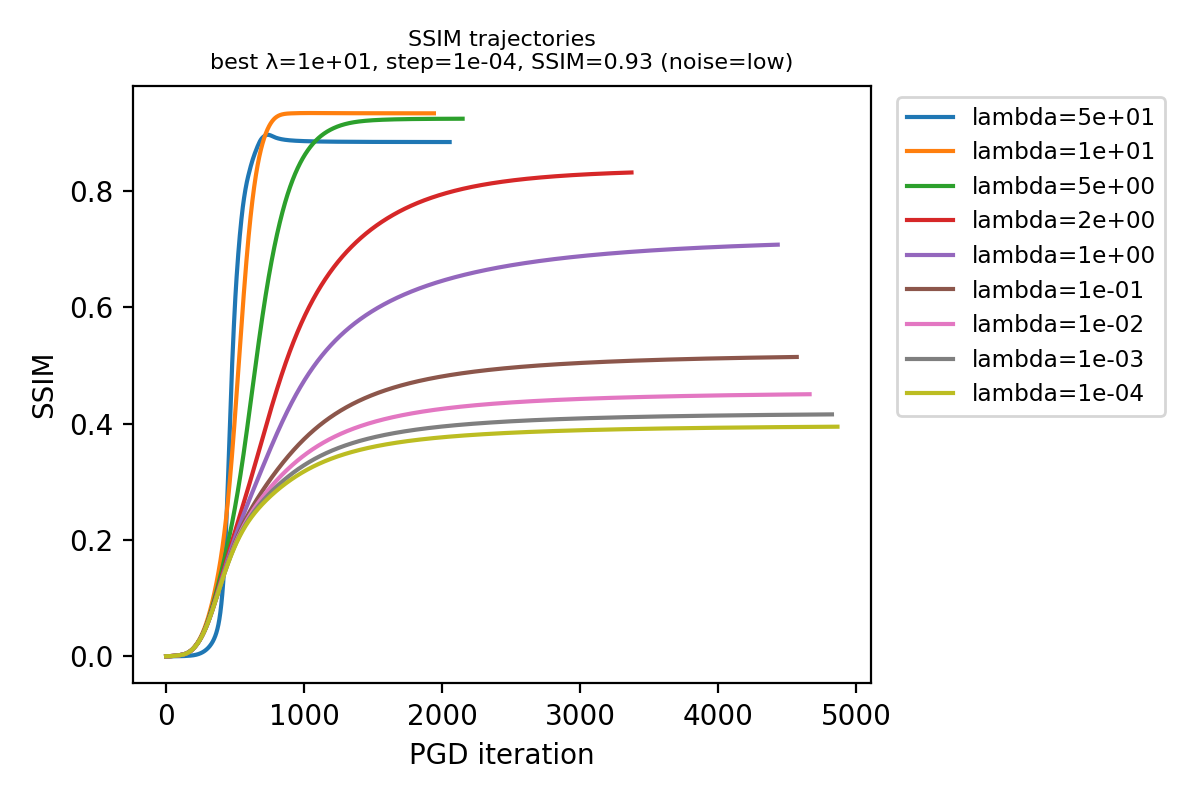 SSIM trajectories
best λ=1e+01, step=1e-04, SSIM=0.93 (noise=low)
lambda=5e+01
lambda=1e+01
lambda=5e+00
lambda=2e+00
lambda=1e+00
lambda=1e-01
lambda=1e-02
lambda=1e-03
lambda=1e-04
SSIM
0.8
0.6
0.4
0.2
0.0
0 1000 2000 3000 4000 5000
PGD iteration